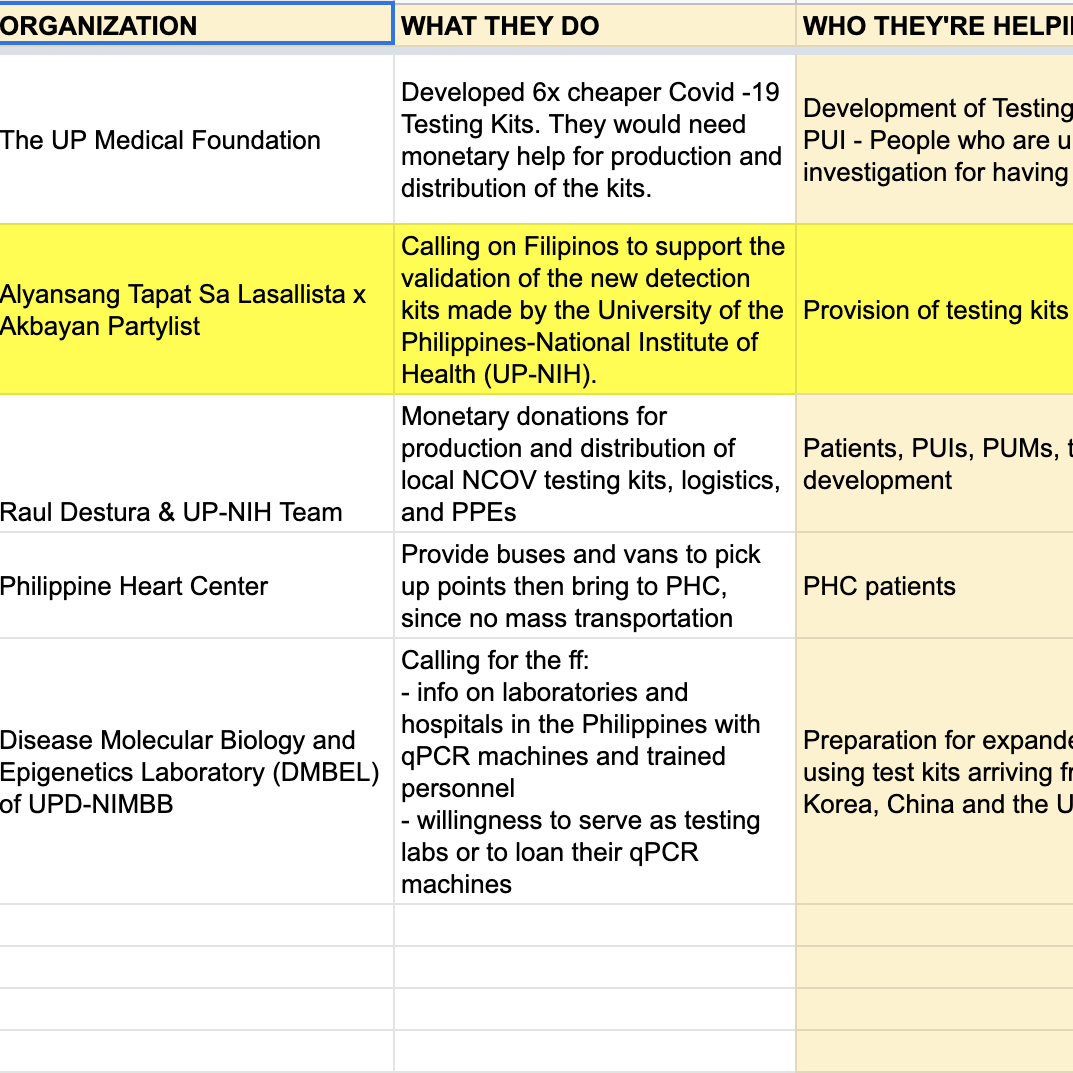 ORGANIZATION
WHAT THEY DO
WHO THEY'RE HELPI
The UP Medical Foundation
Developed 6x cheaper Covid -19
Testing Kits. They would need
monetary help for production and
distribution of the kits.
Development of Testing
PUI - People who are u
investigation for having
Alyansang Tapat Sa Lasallista x
Akbayan Partylist
Calling on Filipinos to support the
validation of the new detection
kits made by the University of the
Philippines-National Institute of
Health (UP-NIH).
Provision of testing kits
Raul Destura & UP-NIH Team
Monetary donations for
production and distribution of
local NCOV testing kits, logistics,
and PPEs
Patients, PUIs, PUMs, t
development
Philippine Heart Center
Provide buses and vans to pick
up points then bring to PHC,
since no mass transportation
PHC patients
Disease Molecular Biology and
Epigenetics Laboratory (DMBEL)
of UPD-NIMBB
Calling for the ff:
- info on laboratories and
hospitals in the Philippines with
qPCR machines and trained
personnel
- willingness to serve as testing
labs or to loan their qPCR
machines
Preparation for expande
using test kits arriving fr
Korea, China and the U